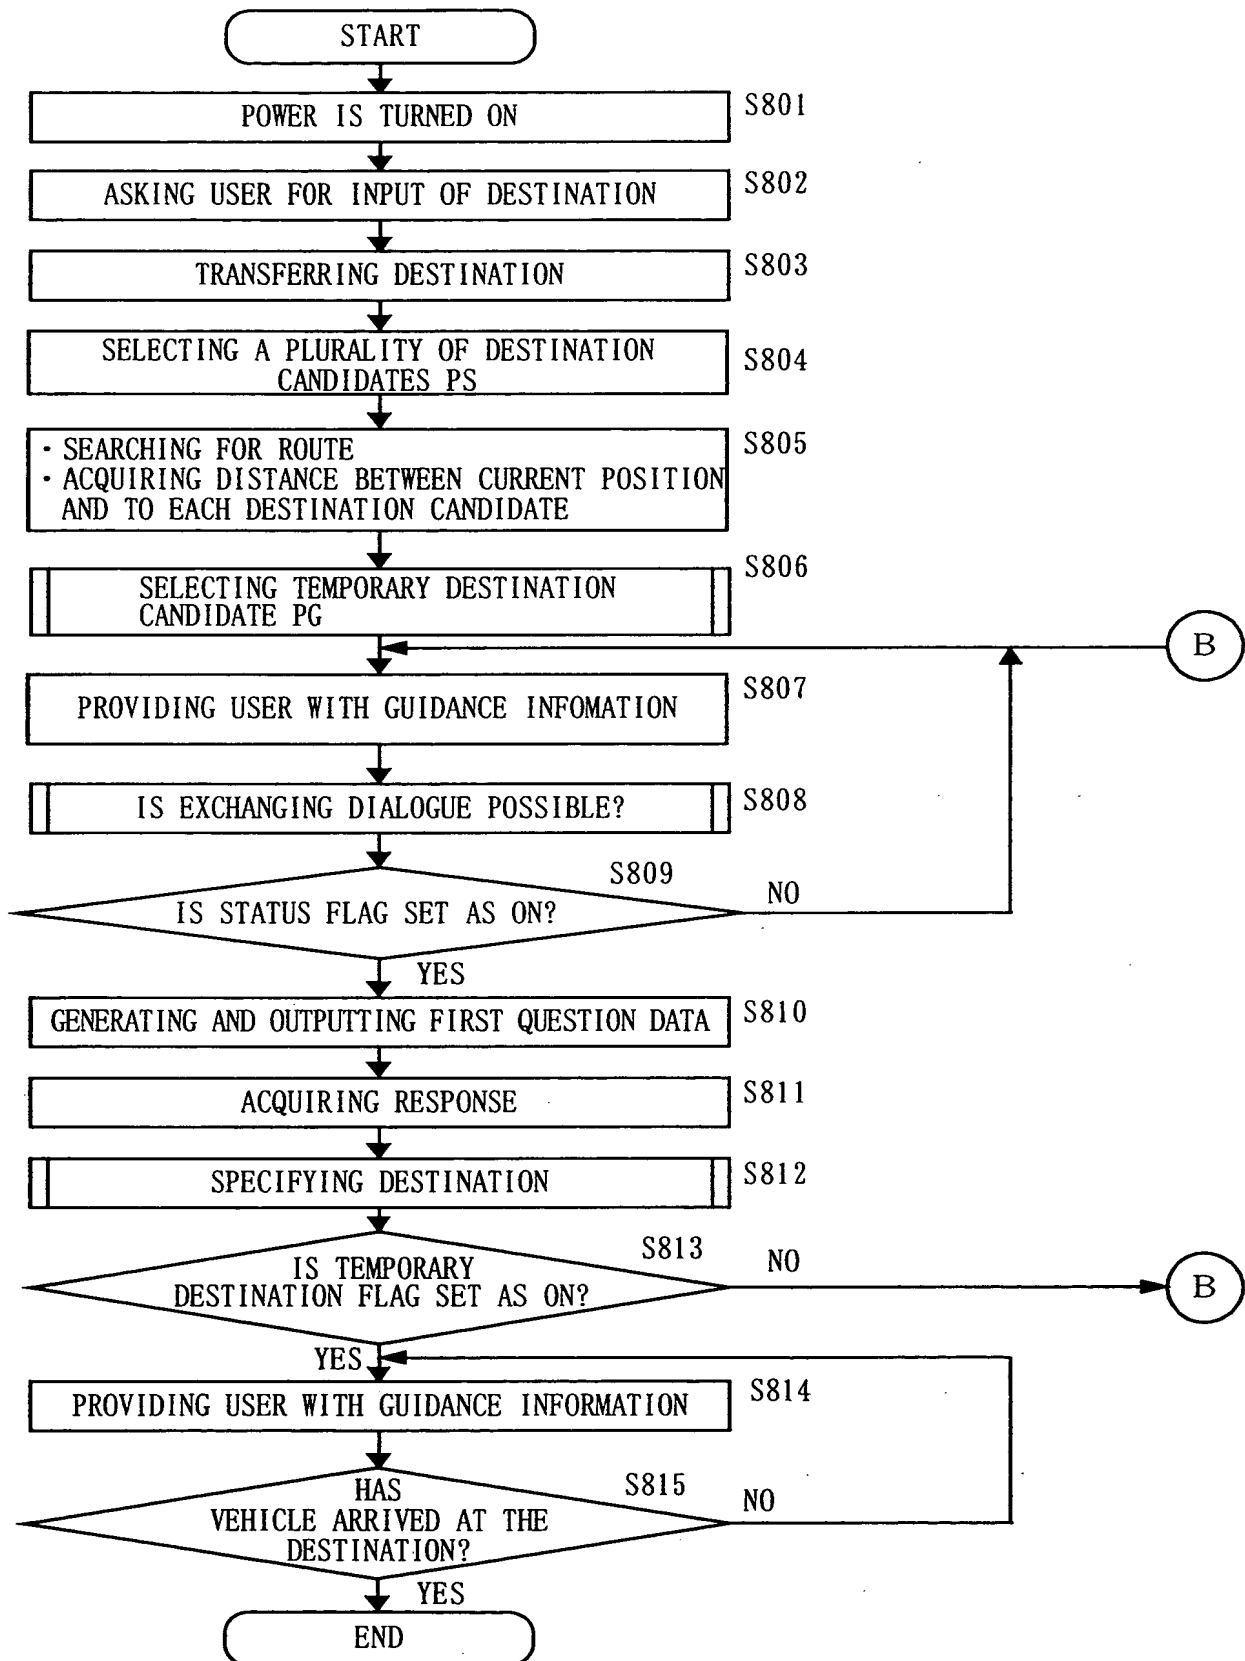 START
POWER IS TURNED ON
S801
ASKING USER FOR INPUT OF DESTINATION
S802
TRANSFERRING DESTINATION
S803
SELECTING A PLURALITY OF DESTINATION
CANDIDATES PS
S804
· SEARCHING FOR ROUTE
· ACQUIRING DISTANCE BETWEEN CURRENT POSITION
AND TO EACH DESTINATION CANDIDATE
S805
SELECTING TEMPORARY DESTINATION
CANDIDATE PG
S806
B
PROVIDING USER WITH GUIDANCE INFOMATION
S807
IS EXCHANGING DIALOGUE POSSIBLE?
S808
S809
IS STATUS FLAG SET AS ON?
NO
YES
GENERATING AND OUTPUTTING FIRST QUESTION DATA
S810
ACQUIRING RESPONSE
S811
SPECIFYING DESTINATION
S812
S813
IS TEMPORARY
DESTINATION FLAG SET AS ON?
NO
B
YES
PROVIDING USER WITH GUIDANCE INFORMATION
S814
S815
HAS
VEHICLE ARRIVED AT THE
DESTINATION?
NO
YES
END